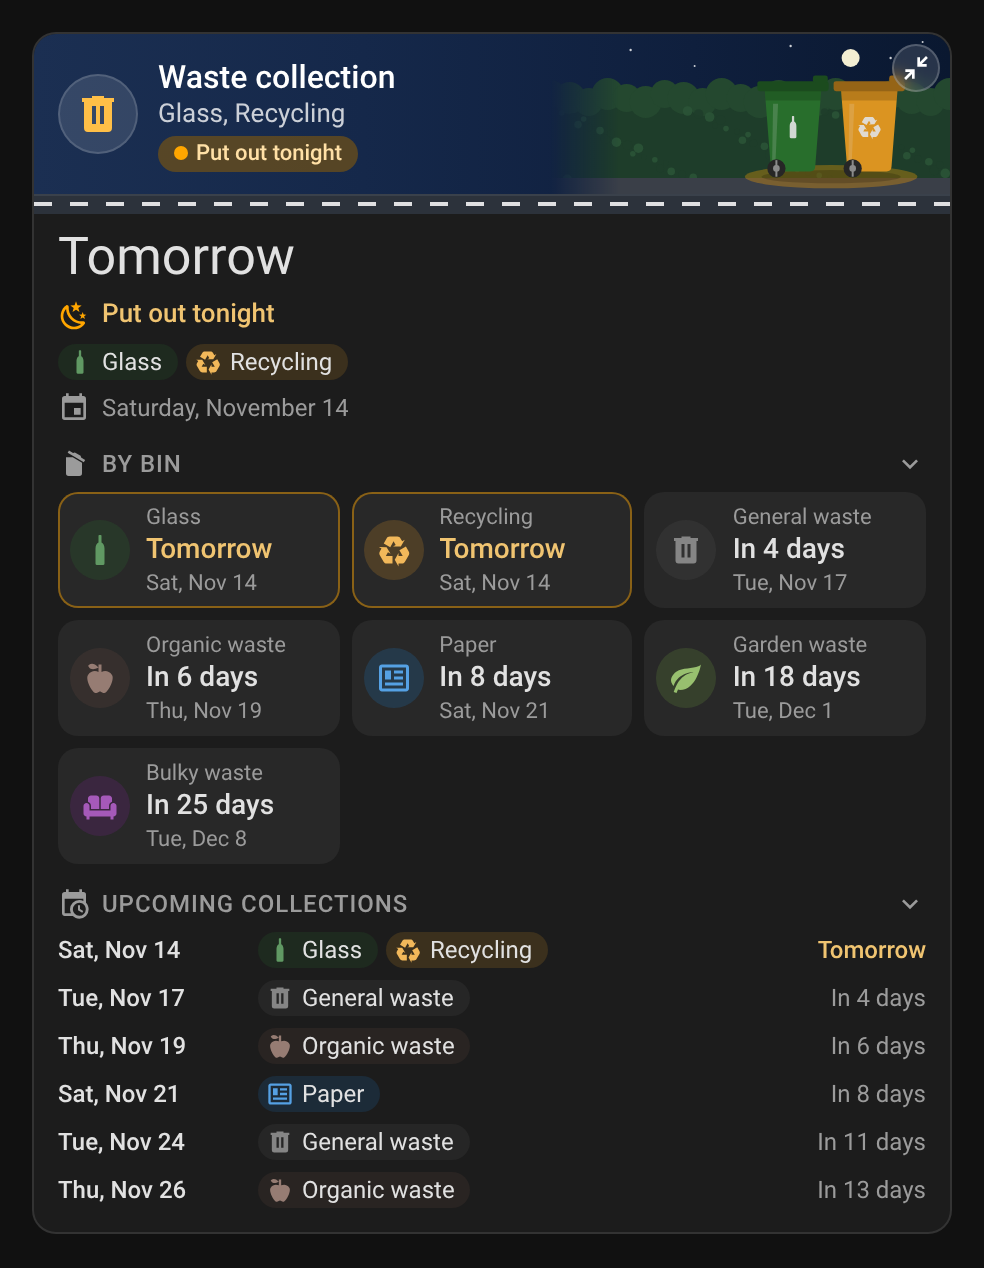 Waste collection
Glass, Recycling
Put out tonight
Tomorrow
Put out tonight
Glass Recycling
Saturday, November 14
BY BIN
Glass
Tomorrow
Sat, Nov 14
Recycling
Tomorrow
Sat, Nov 14
General waste
In 4 days
Tue, Nov 17
Organic waste
In 6 days
Thu, Nov 19
Paper
In 8 days
Sat, Nov 21
Garden waste
In 18 days
Tue, Dec 1
Bulky waste
In 25 days
Tue, Dec 8
UPCOMING COLLECTIONS
Sat, Nov 14 Glass Recycling Tomorrow
Tue, Nov 17 General waste In 4 days
Thu, Nov 19 Organic waste In 6 days
Sat, Nov 21 Paper In 8 days
Tue, Nov 24 General waste In 11 days
Thu, Nov 26 Organic waste In 13 days